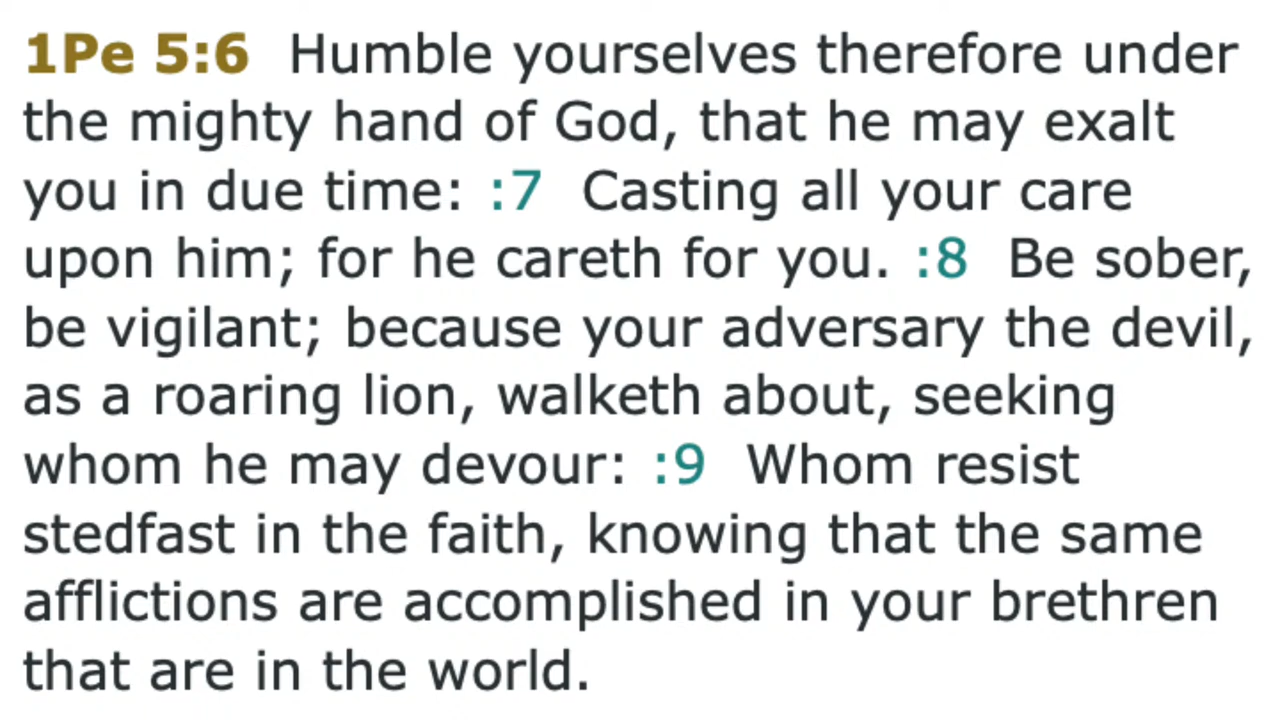 1Pe 5:6 Humble yourselves therefore under
the mighty hand of God, that he may exalt
you in due time: :7 Casting all your care
upon him; for he careth for you. :8 Be sober,
be vigilant; because your adversary the devil,
as a roaring lion, walketh about, seeking
whom he may devour: :9 Whom resist
stedfast in the faith, knowing that the same
afflictions are accomplished in your brethren
that are in the world.